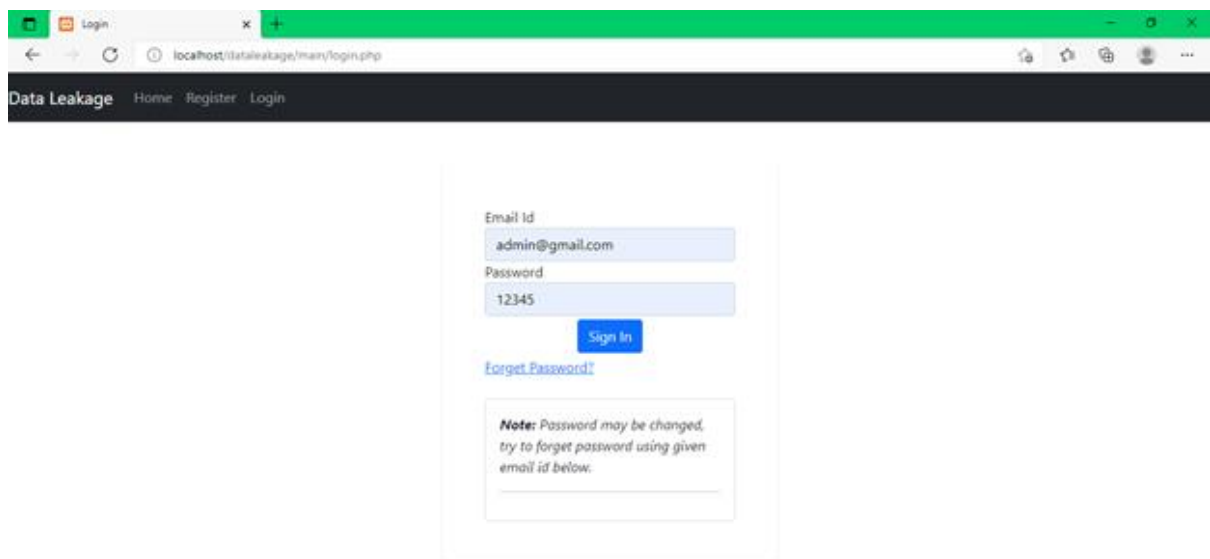 Login
localhost/dataleakage/main/login.php
Data Leakage Home Register Login
Email Id
admin@gmail.com
Password
12345
Sign In
Forget Password?
Note: Password may be changed,
try to forget password using given
email id below.